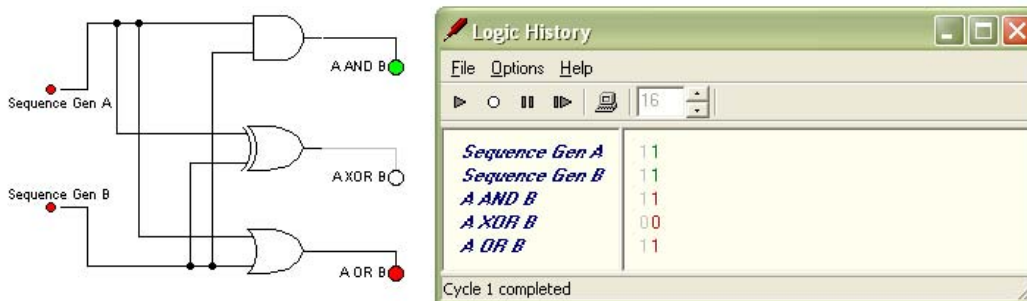 A AND B
Sequence Gen A
A XOR B
Sequence Gen B
A OR B
Logic History
File Options Help
16
Sequence Gen A 11
Sequence Gen B 11
A AND B 11
A XOR B 00
A OR B 11
Cycle 1 completed